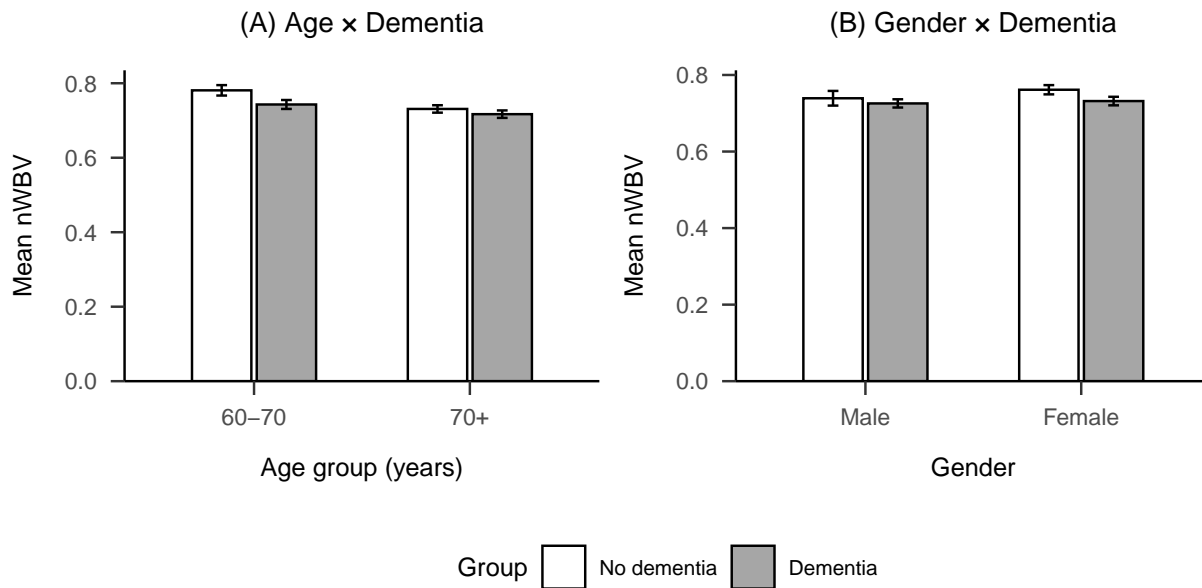 (A) Age × Dementia
Mean nWBV
0.8
0.6
0.4
0.2
0.0
60–70 70+
Age group (years)
(B) Gender × Dementia
Mean nWBV
0.8
0.6
0.4
0.2
0.0
Male Female
Gender
Group No dementia Dementia